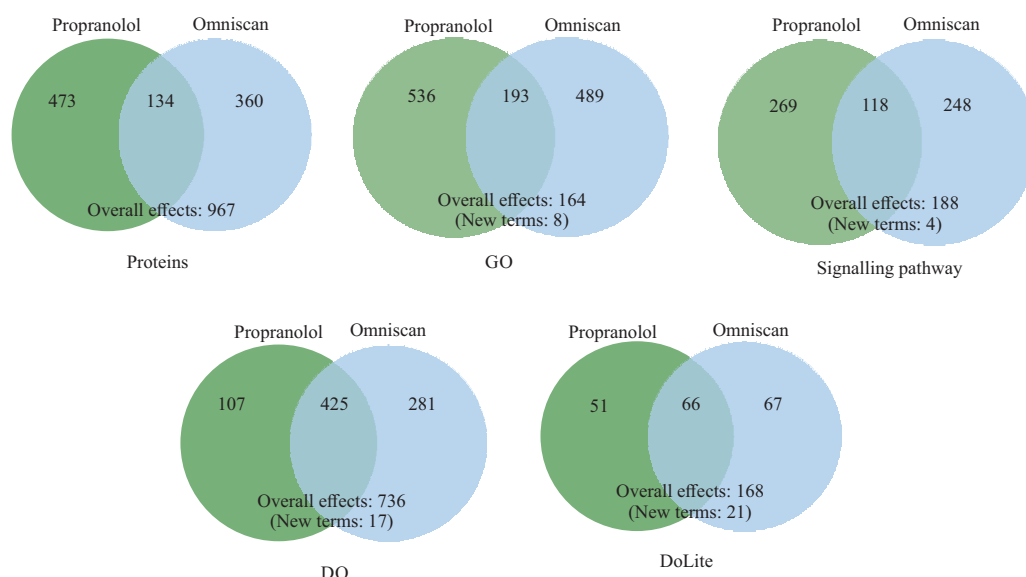 Propranolol
Omniscan
473
134
360
Overall effects: 967
Proteins
Propranolol
Omniscan
536
193
489
Overall effects: 164
(New terms: 8)
GO
Propranolol
Omniscan
269
118
248
Overall effects: 188
(New terms: 4)
Signalling pathway
Propranolol
Omniscan
107
425
281
Overall effects: 736
(New terms: 17)
DO
Propranolol
Omniscan
51
66
67
Overall effects: 168
(New terms: 21)
DoLite